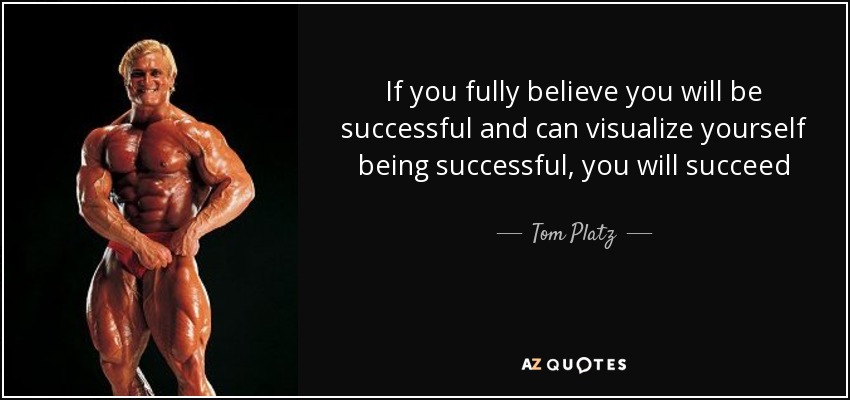 If you fully believe you will be
successful and can visualize yourself
being successful, you will succeed
Tom Platz
AZ QUOTES